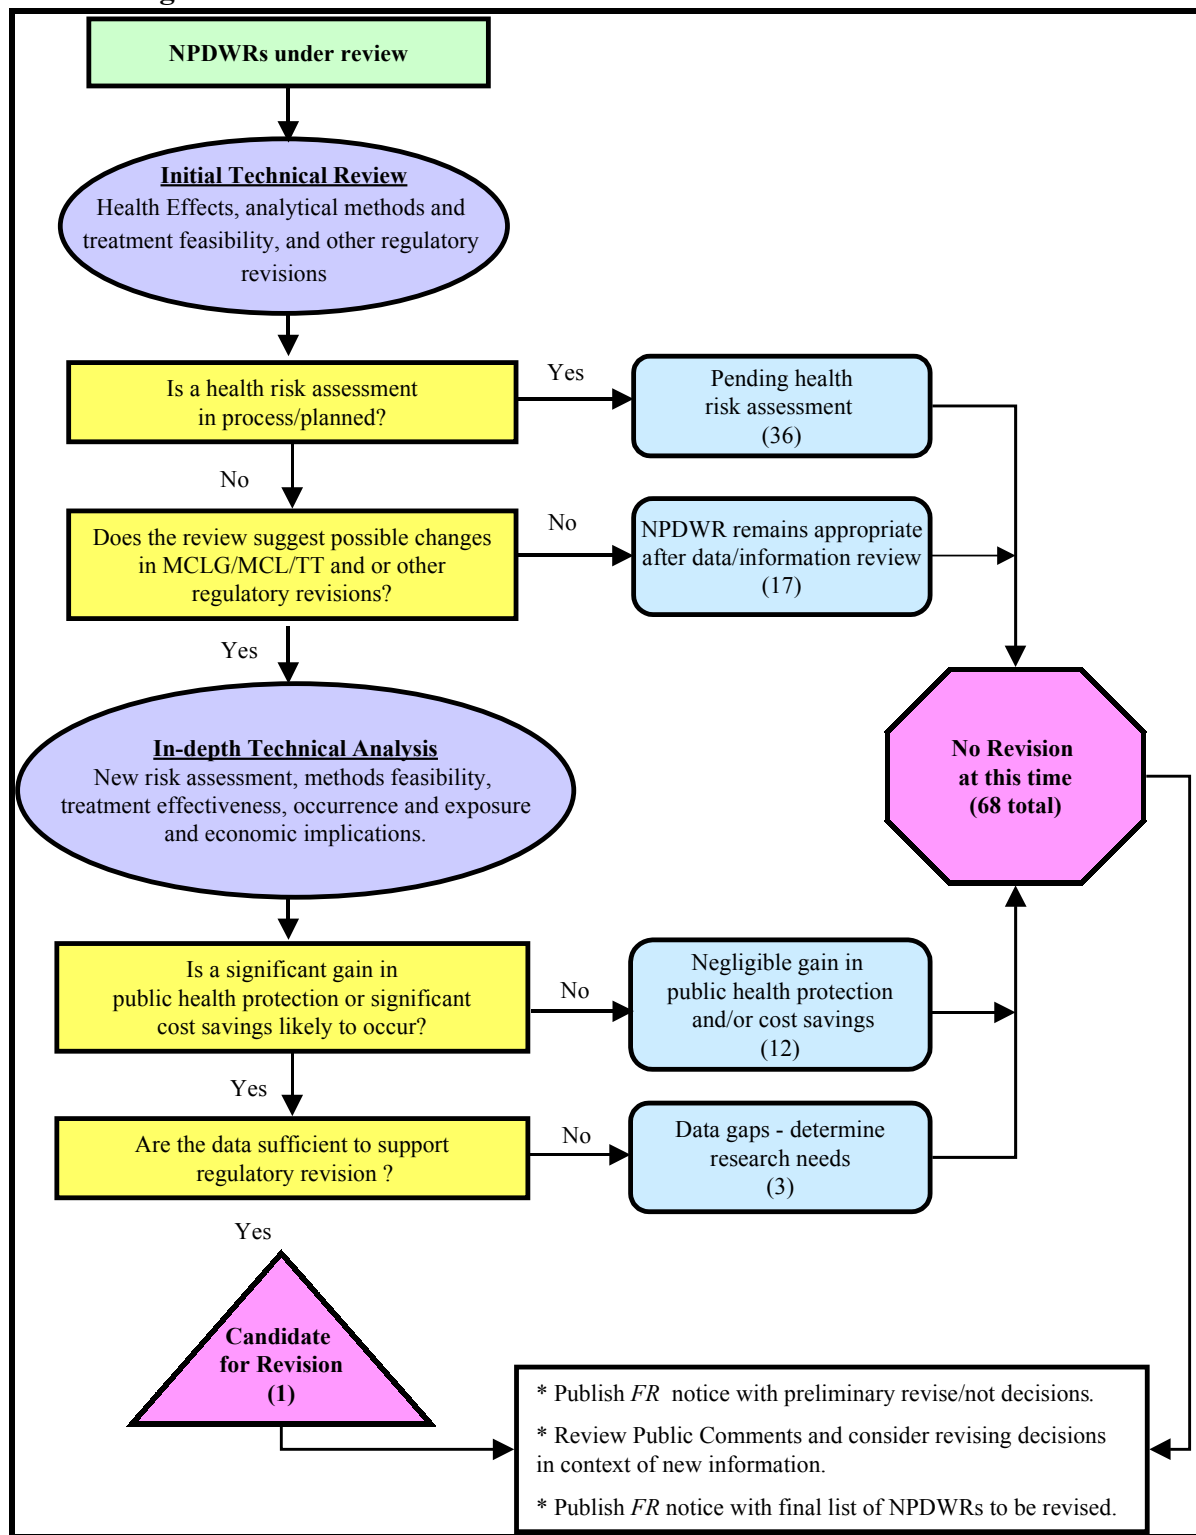 NPDWRs under review
Initial Technical Review
Health Effects, analytical methods and
treatment feasibility, and other regulatory
revisions
Is a health risk assessment
in process/planned?
Yes
Pending health
risk assessment
(36)
No
Does the review suggest possible changes
in MCLG/MCL/TT and or other
regulatory revisions?
No
NPDWR remains appropriate
after data/information review
(17)
Yes
In-depth Technical Analysis
New risk assessment, methods feasibility,
treatment effectiveness, occurrence and exposure
and economic implications.
No Revision
at this time
(68 total)
Is a significant gain in
public health protection or significant
cost savings likely to occur?
No
Negligible gain in
public health protection
and/or cost savings
(12)
Yes
Are the data sufficient to support
regulatory revision ?
No
Data gaps - determine
research needs
(3)
Yes
Candidate
for Revision
(1)
* Publish FR notice with preliminary revise/not decisions.
* Review Public Comments and consider revising decisions
in context of new information.
* Publish FR notice with final list of NPDWRs to be revised.